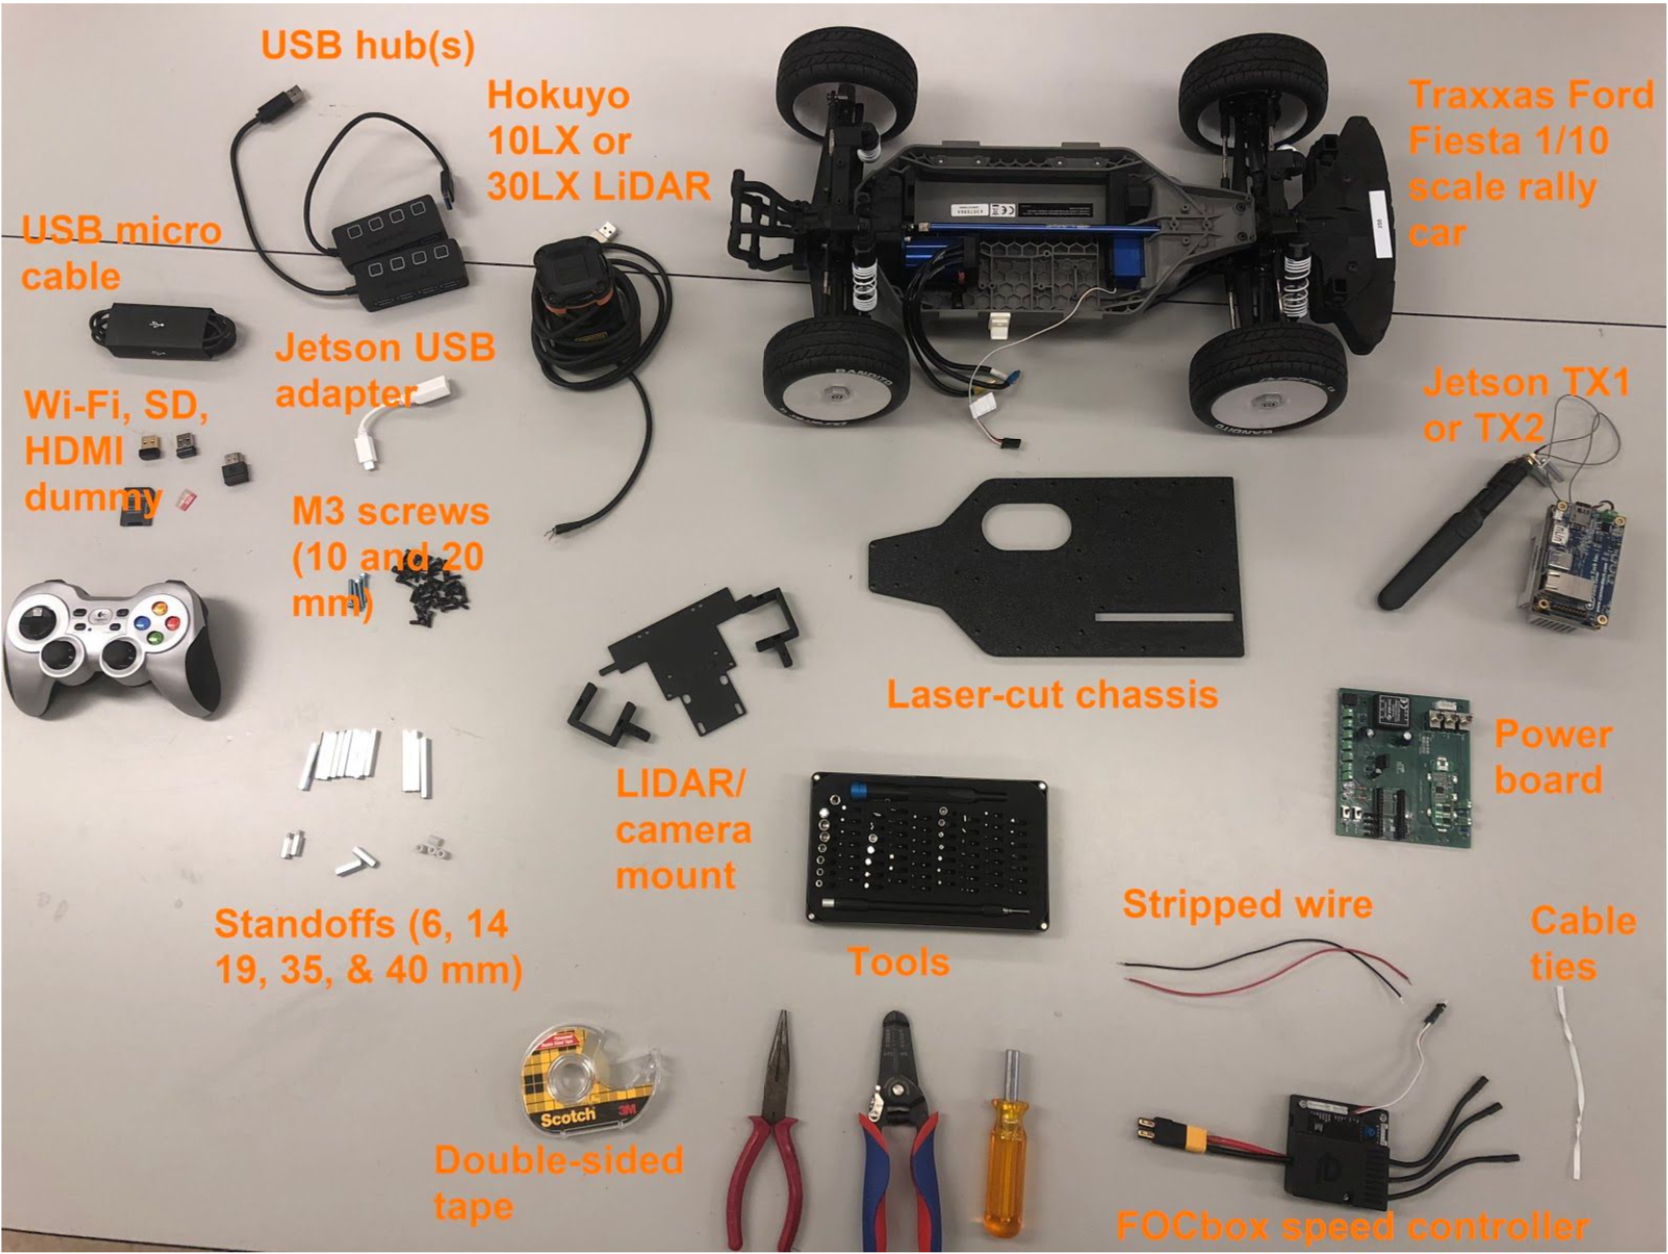 USB hub(s)
Hokuyo
10LX or
30LX LiDAR
Traxxas Ford
Fiesta 1/10
scale rally
car
USB micro
cable
Jetson USB
adapter
Wi-Fi, SD,
HDMI
dummy
Jetson TX1
or TX2
M3 screws
(10 and 20
mm)
BANDITO
BANDITO
Laser-cut chassis
Power
board
LIDAR/
camera
mount
Standoffs (6, 14
19, 35, & 40 mm)
Tools
Stripped wire
Cable
ties
Scotch 3M
Double-sided
tape
FOCbox speed controller